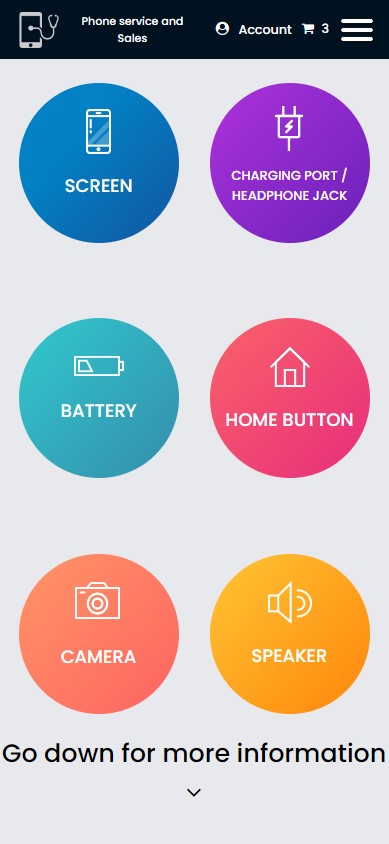 Phone service and
Sales
Account
3
SCREEN
CHARGING PORT /
HEADPHONE JACK
BATTERY
HOME BUTTON
CAMERA
SPEAKER
Go down for more information